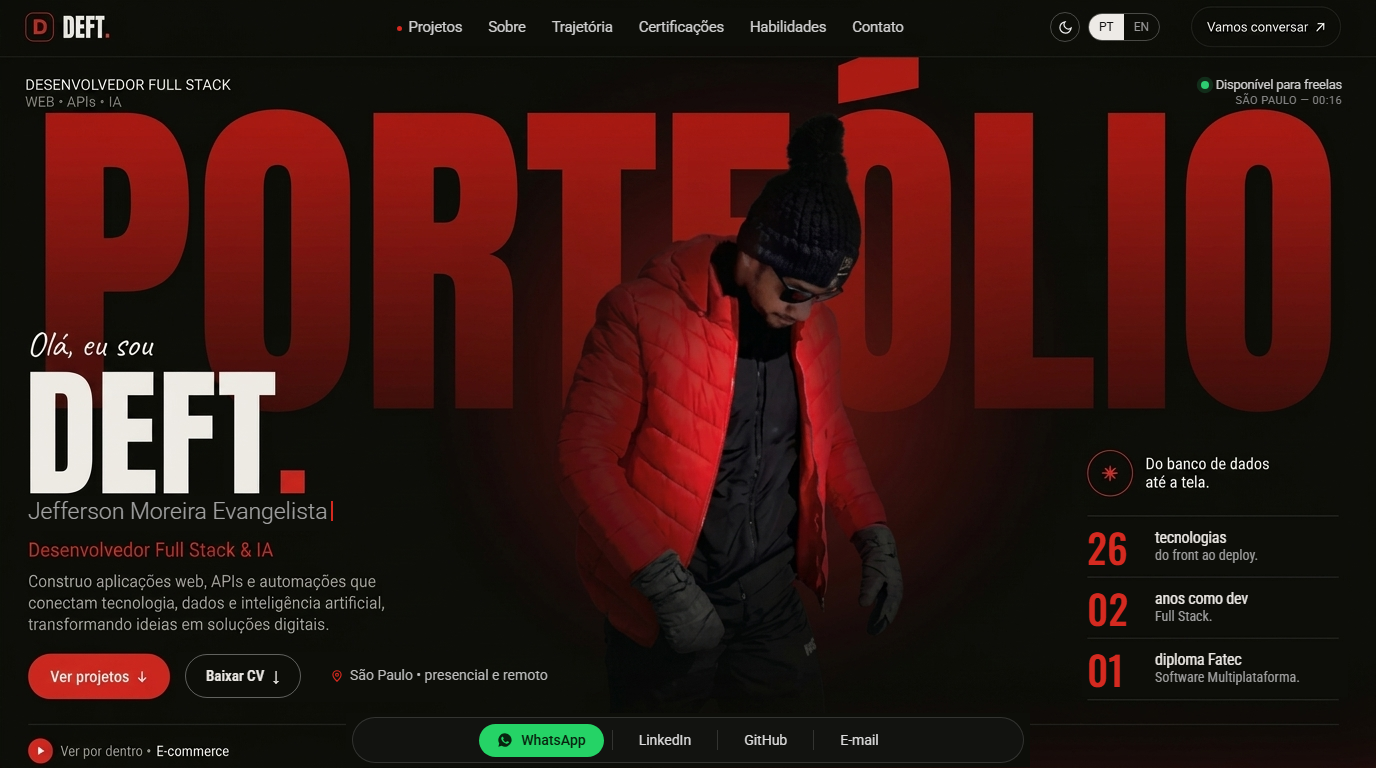 D DEFT.
Projetos Sobre Trajetória Certificações Habilidades Contato
PT EN
Vamos conversar ↗
DESENVOLVEDOR FULL STACK
WEB • APIs • IA
Disponível para freelas
SÃO PAULO — 00:16
PORTFÓLIO
Olá, eu sou
DEFT.
Jefferson Moreira Evangelista
Desenvolvedor Full Stack & IA
Construo aplicações web, APIs e automações que
conectam tecnologia, dados e inteligência artificial,
transformando ideias em soluções digitais.
Ver projetos ↓
Baixar CV ↓
São Paulo • presencial e remoto
Do banco de dados
até a tela.
26 tecnologias
do front ao deploy.
02 anos como dev
Full Stack.
01 diploma Fatec
Software Multiplataforma.
Ver por dentro • E-commerce
WhatsApp LinkedIn GitHub E-mail